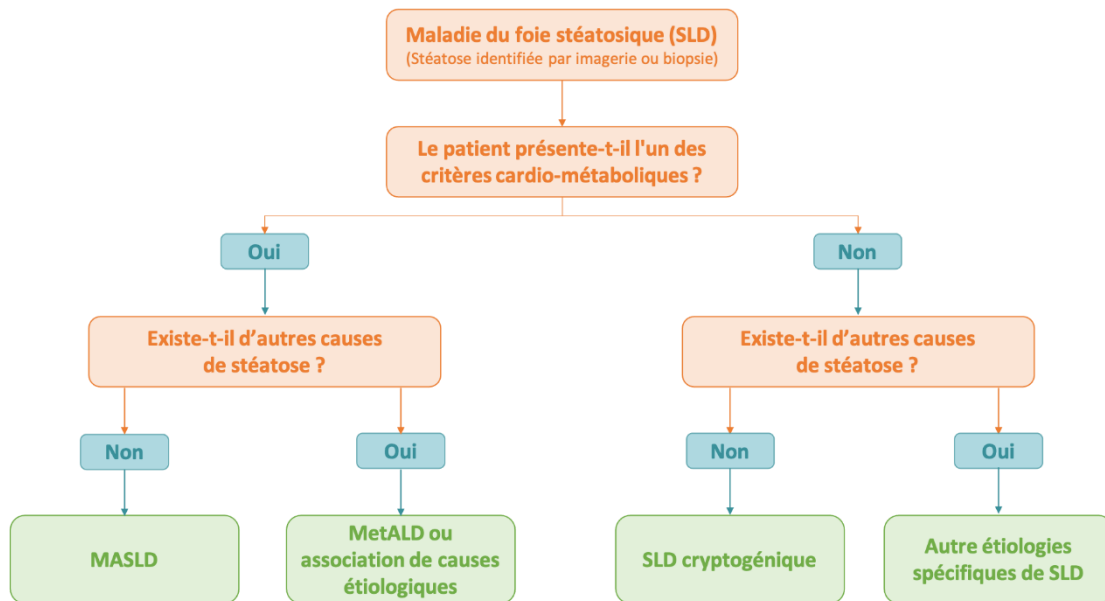 Maladie du foie stéatosique (SLD)
(Stéatose identifiée par imagerie ou biopsie)
Le patient présente-t-il l'un des
critères cardio-métaboliques ?
Oui
Non
Existe-t-il d'autres causes
de stéatose ?
Existe-t-il d'autres causes
de stéatose ?
Non
Oui
Non
Oui
MASLD
MetALD ou
association de causes
étiologiques
SLD cryptogénique
Autre étiologies
spécifiques de SLD